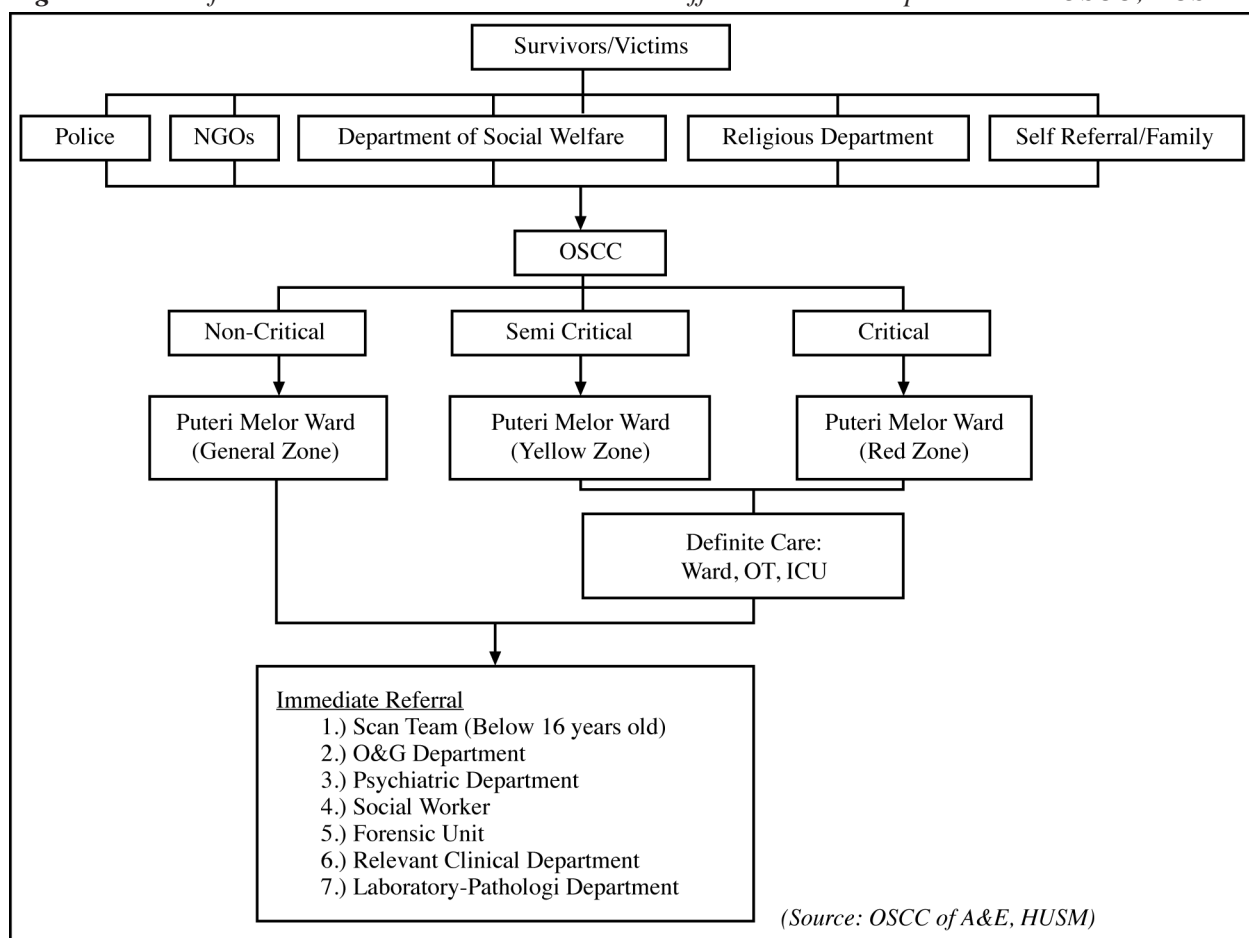 Survivors/Victims
Police
NGOs
Department of Social Welfare
Religious Department
Self Referral/Family
OSCC
Non-Critical
Semi Critical
Critical
Puteri Melor Ward
(General Zone)
Puteri Melor Ward
(Yellow Zone)
Puteri Melor Ward
(Red Zone)
Definite Care:
Ward, OT, ICU
Immediate Referral
1.) Scan Team (Below 16 years old)
2.) O&G Department
3.) Psychiatric Department
4.) Social Worker
5.) Forensic Unit
6.) Relevant Clinical Department
7.) Laboratory-Pathologi Department
(Source: OSCC of A&E, HUSM)